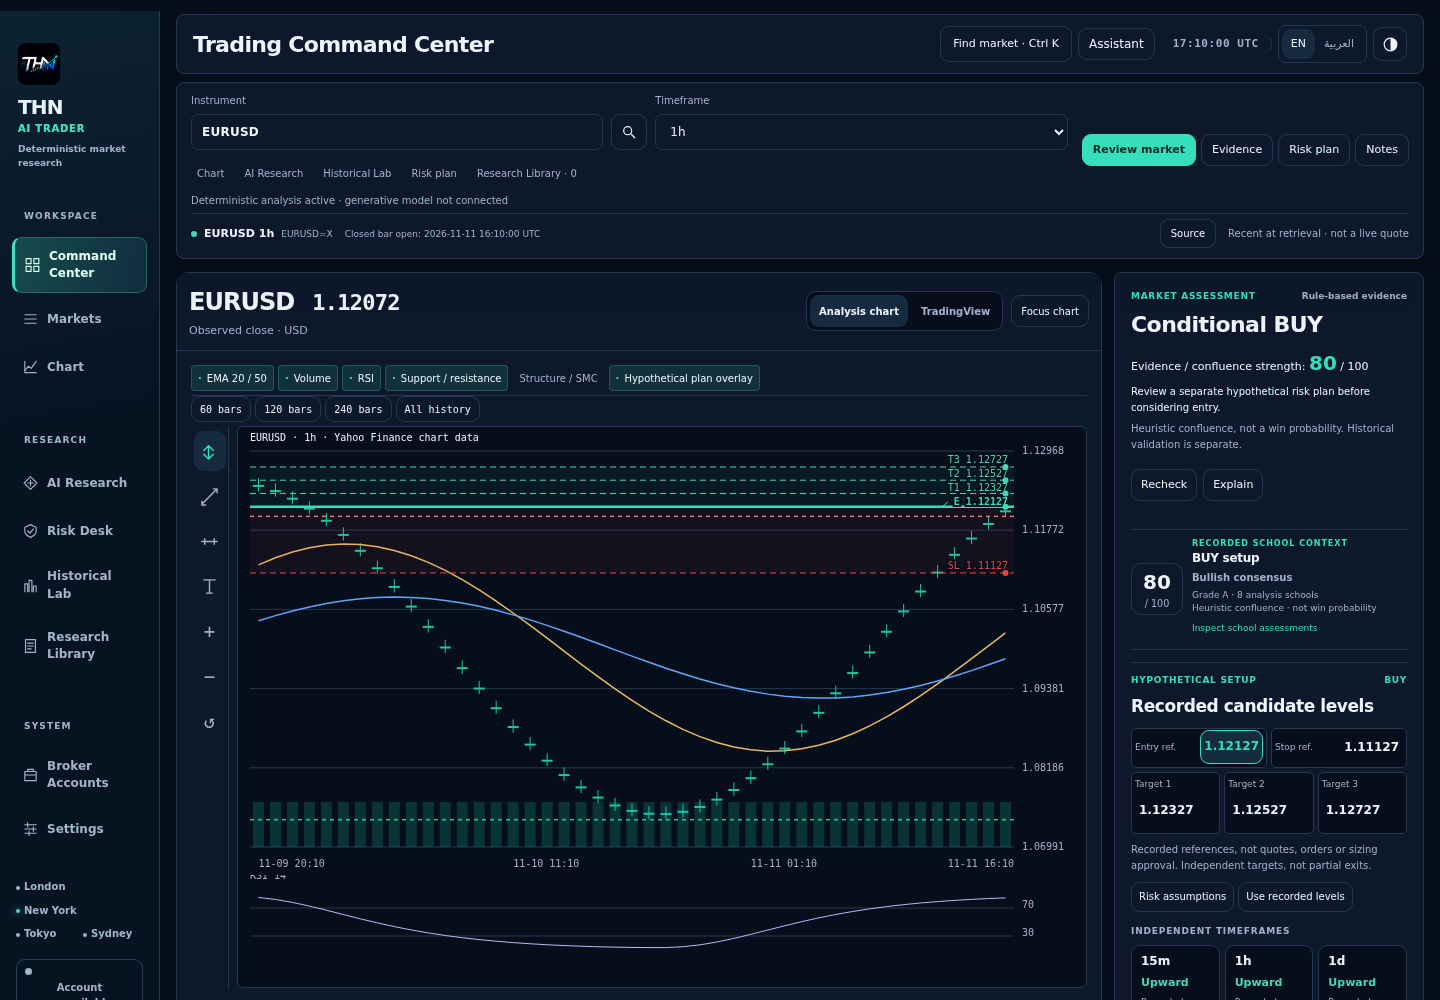 THN
AI TRADER
Deterministic market
research
WORKSPACE
Command
Center
Markets
Chart
RESEARCH
AI Research
Risk Desk
Historical
Lab
Research
Library
SYSTEM
Broker
Accounts
Settings
London
New York
Tokyo
Sydney
Account
Trading Command Center
Find market · Ctrl K
Assistant
17:10:00 UTC
EN
العربية
Instrument
Timeframe
EURUSD
1h
Review market
Evidence
Risk plan
Notes
Chart
AI Research
Historical Lab
Risk plan
Research Library · 0
Deterministic analysis active · generative model not connected
EURUSD 1h EURUSD=X Closed bar open: 2026-11-11 16:10:00 UTC
Source
Recent at retrieval · not a live quote
EURUSD 1.12072
Observed close · USD
Analysis chart
TradingView
Focus chart
· EMA 20 / 50
· Volume
· RSI
· Support / resistance
Structure / SMC
· Hypothetical plan overlay
60 bars
120 bars
240 bars
All history
EURUSD · 1h · Yahoo Finance chart data
1.12968
T3 1.12727
T2 1.12527
T1 1.12327
E 1.12127
1.11772
SL 1.11127
1.10577
1.09381
1.08186
1.06991
11-09 20:10
11-10 11:10
11-11 01:10
11-11 16:10
RSI 14
70
30
MARKET ASSESSMENT
Rule-based evidence
Conditional BUY
Evidence / confluence strength: 80 / 100
Review a separate hypothetical risk plan before
considering entry.
Heuristic confluence, not a win probability. Historical
validation is separate.
Recheck
Explain
RECORDED SCHOOL CONTEXT
BUY setup
80
/ 100
Bullish consensus
Grade A · 8 analysis schools
Heuristic confluence · not win probability
Inspect school assessments
HYPOTHETICAL SETUP
BUY
Recorded candidate levels
Entry ref. 1.12127
Stop ref. 1.11127
Target 1
1.12327
Target 2
1.12527
Target 3
1.12727
Recorded references, not quotes, orders or sizing
approval. Independent targets, not partial exits.
Risk assumptions
Use recorded levels
INDEPENDENT TIMEFRAMES
15m
Upward
1h
Upward
1d
Upward